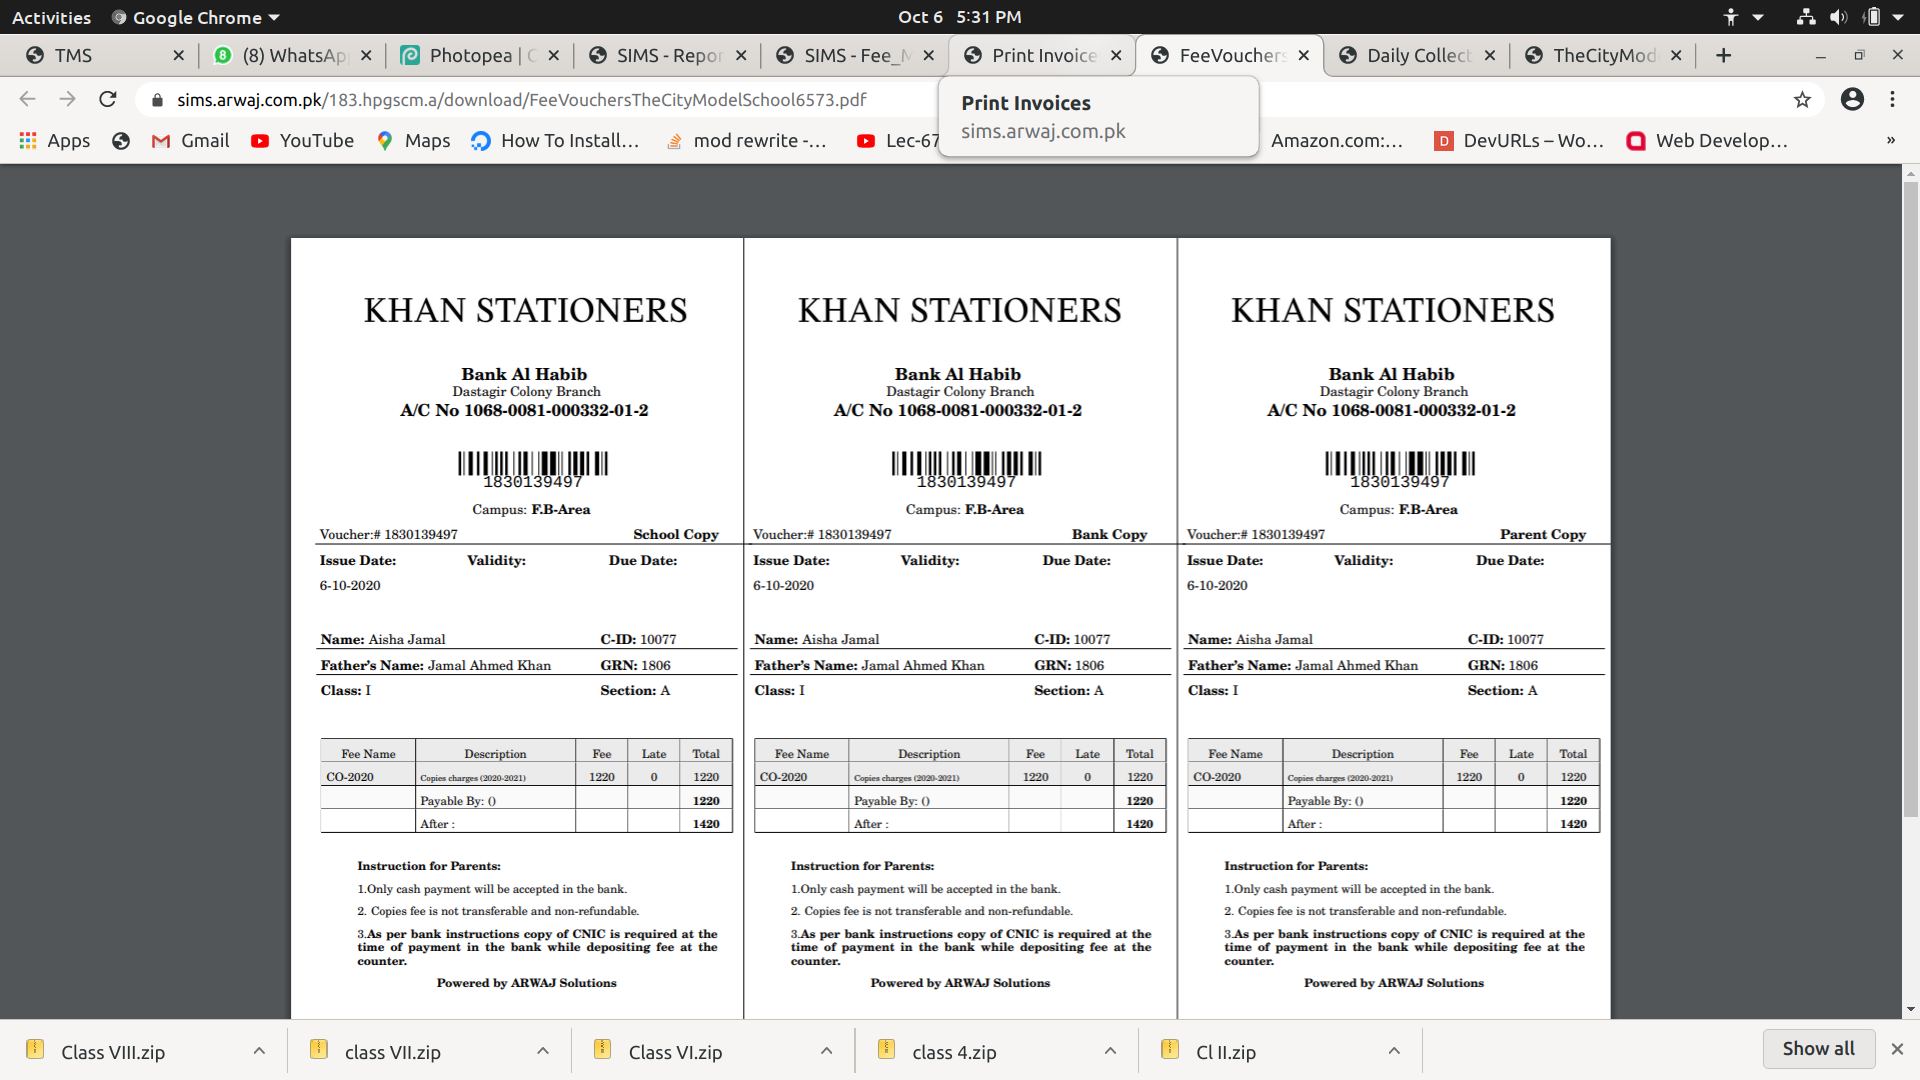 Activities Google Chrome Oct 6 5:31 PM
TMS (8) WhatsAp Photopea | C SIMS - Repor SIMS - Fee_M Print Invoice FeeVouchers Daily Collect TheCityMod
sims.arwaj.com.pk/183.hpgscm.a/download/FeeVouchersTheCityModelSchool6573.pdf
Print Invoices
sims.arwaj.com.pk
Apps Gmail YouTube Maps How To Install... mod rewrite -... Lec-67 Amazon.com:... D DevURLs – Wo... Web Develop... »
KHAN STATIONERS KHAN STATIONERS KHAN STATIONERS
Bank Al Habib Bank Al Habib Bank Al Habib
Dastagir Colony Branch Dastagir Colony Branch Dastagir Colony Branch
A/C No 1068-0081-000332-01-2 A/C No 1068-0081-000332-01-2 A/C No 1068-0081-000332-01-2
1830139497 1830139497 1830139497
Campus: F.B-Area Campus: F.B-Area Campus: F.B-Area
Voucher:# 1830139497 School Copy Voucher:# 1830139497 Bank Copy Voucher:# 1830139497 Parent Copy
Issue Date: Validity: Due Date: Issue Date: Validity: Due Date: Issue Date: Validity: Due Date:
6-10-2020 6-10-2020 6-10-2020
Name: Aisha Jamal C-ID: 10077 Name: Aisha Jamal C-ID: 10077 Name: Aisha Jamal C-ID: 10077
Father's Name: Jamal Ahmed Khan GRN: 1806 Father's Name: Jamal Ahmed Khan GRN: 1806 Father's Name: Jamal Ahmed Khan GRN: 1806
Class: I Section: A Class: I Section: A Class: I Section: A
Fee Name Description Fee Late Total Fee Name Description Fee Late Total Fee Name Description Fee Late Total
CO-2020 Copies charges (2020-2021) 1220 0 1220 CO-2020 Copies charges (2020-2021) 1220 0 1220 CO-2020 Copies charges (2020-2021) 1220 0 1220
Payable By: () 1220 Payable By: () 1220 Payable By: () 1220
After : 1420 After : 1420 After : 1420
Instruction for Parents: Instruction for Parents: Instruction for Parents:
1.Only cash payment will be accepted in the bank. 1.Only cash payment will be accepted in the bank. 1.Only cash payment will be accepted in the bank.
2. Copies fee is not transferable and non-refundable. 2. Copies fee is not transferable and non-refundable. 2. Copies fee is not transferable and non-refundable.
3.As per bank instructions copy of CNIC is required at the 3.As per bank instructions copy of CNIC is required at the 3.As per bank instructions copy of CNIC is required at the
time of payment in the bank while depositing fee at the time of payment in the bank while depositing fee at the time of payment in the bank while depositing fee at the
counter. counter. counter.
Powered by ARWAJ Solutions Powered by ARWAJ Solutions Powered by ARWAJ Solutions
Class VIII.zip class VII.zip Class VI.zip class 4.zip Cl II.zip Show all